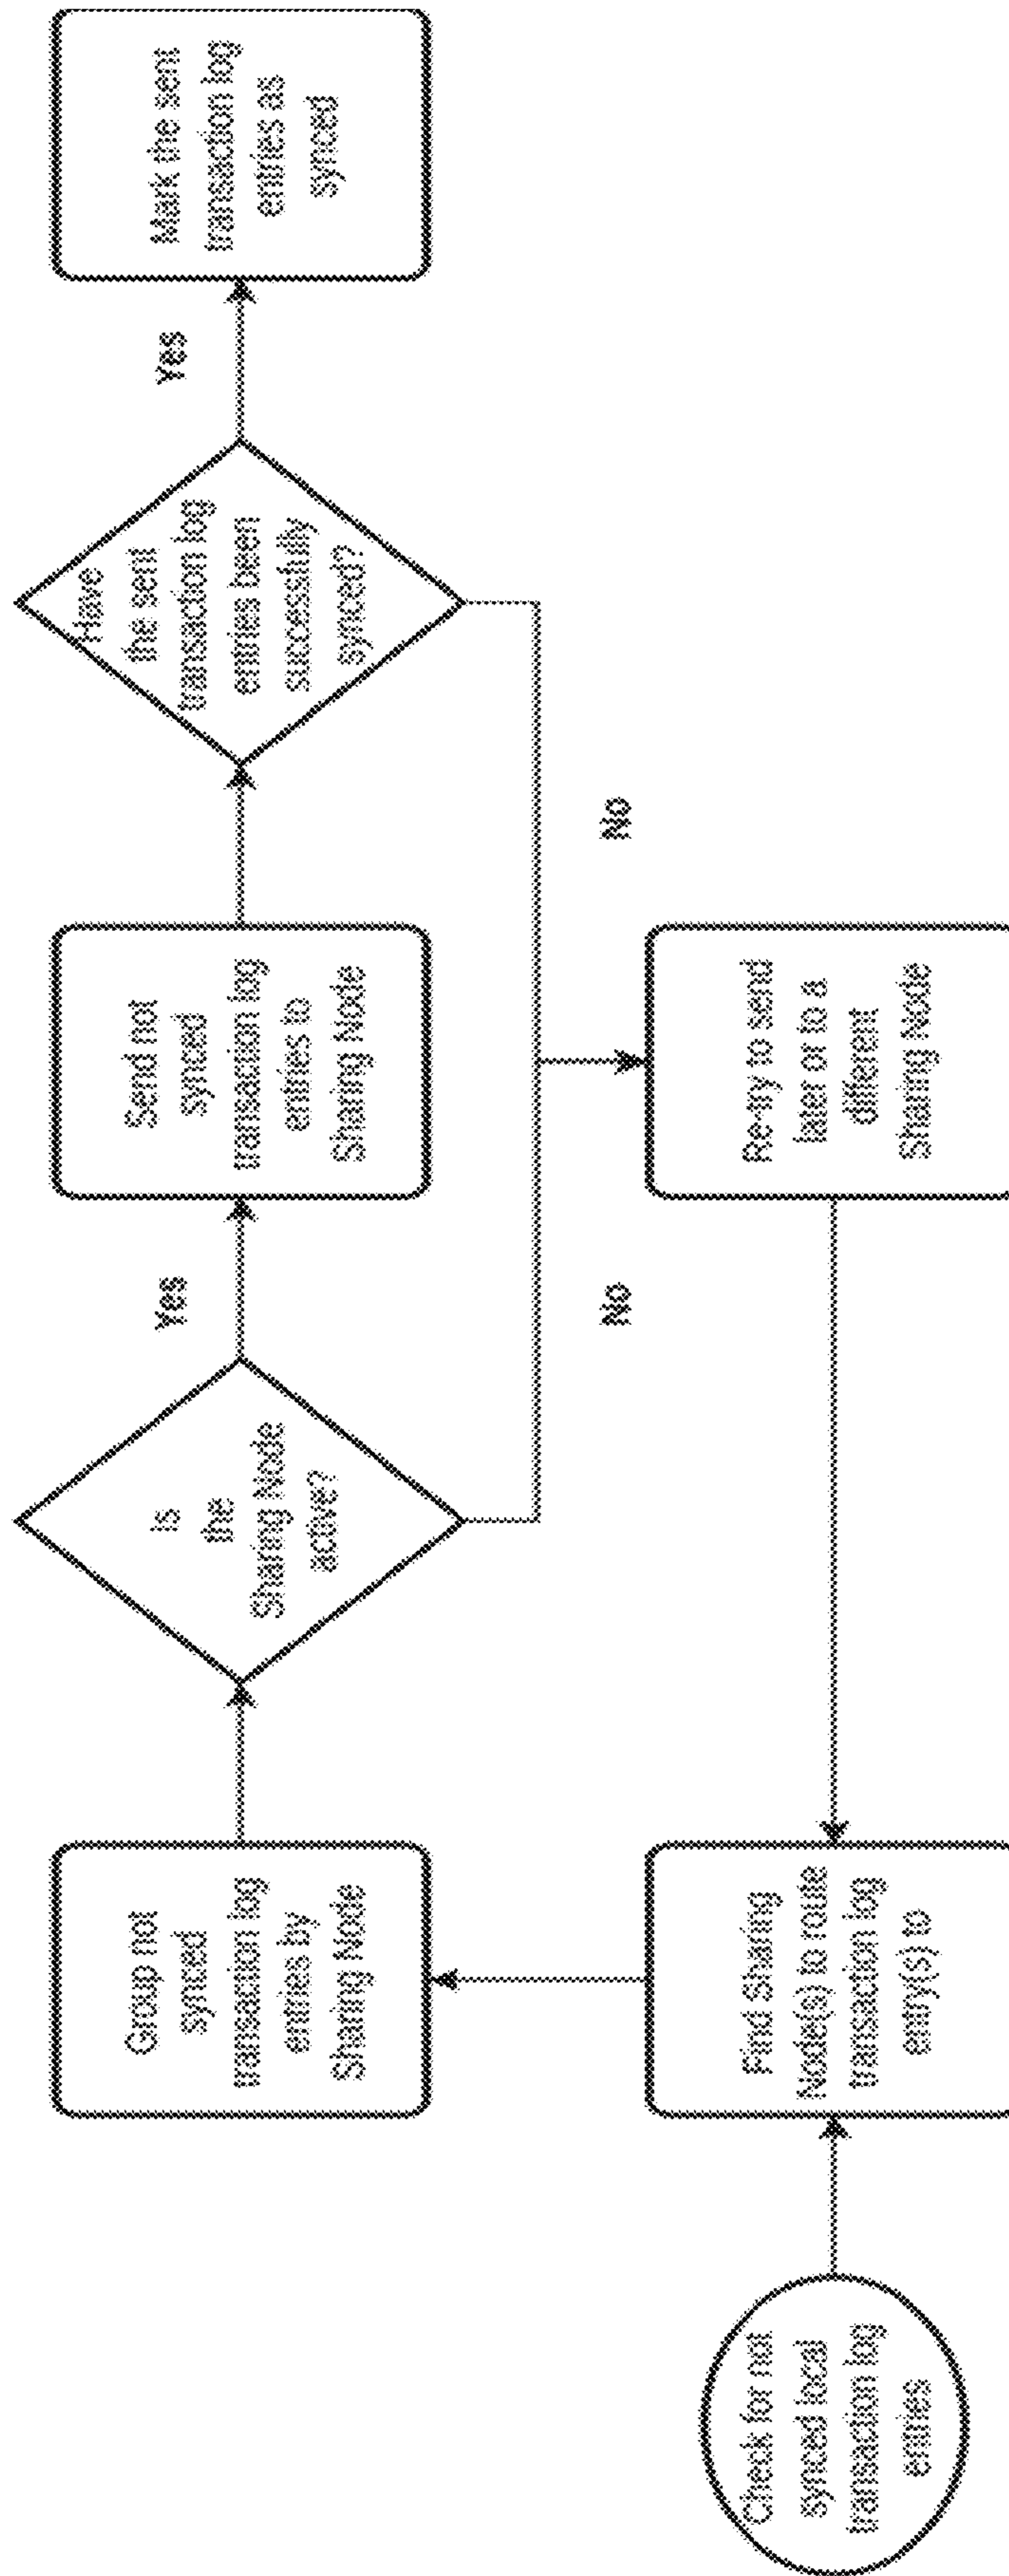 Check for not
synced local
transaction log
entries
Find Sharing
Node(s) to route
transaction log
entry(s) to
Group not
synced
transaction log
entries by
Sharing Node
Is
the
Sharing Node
active?
Yes
No
Send not
synced
transaction log
entries to
Sharing Node
Have
the sent
transaction log
entries been
successfully
synced?
Yes
No
Mark the sent
transaction log
entries as
synced
Re-try to send
later or to a
different
Sharing Node